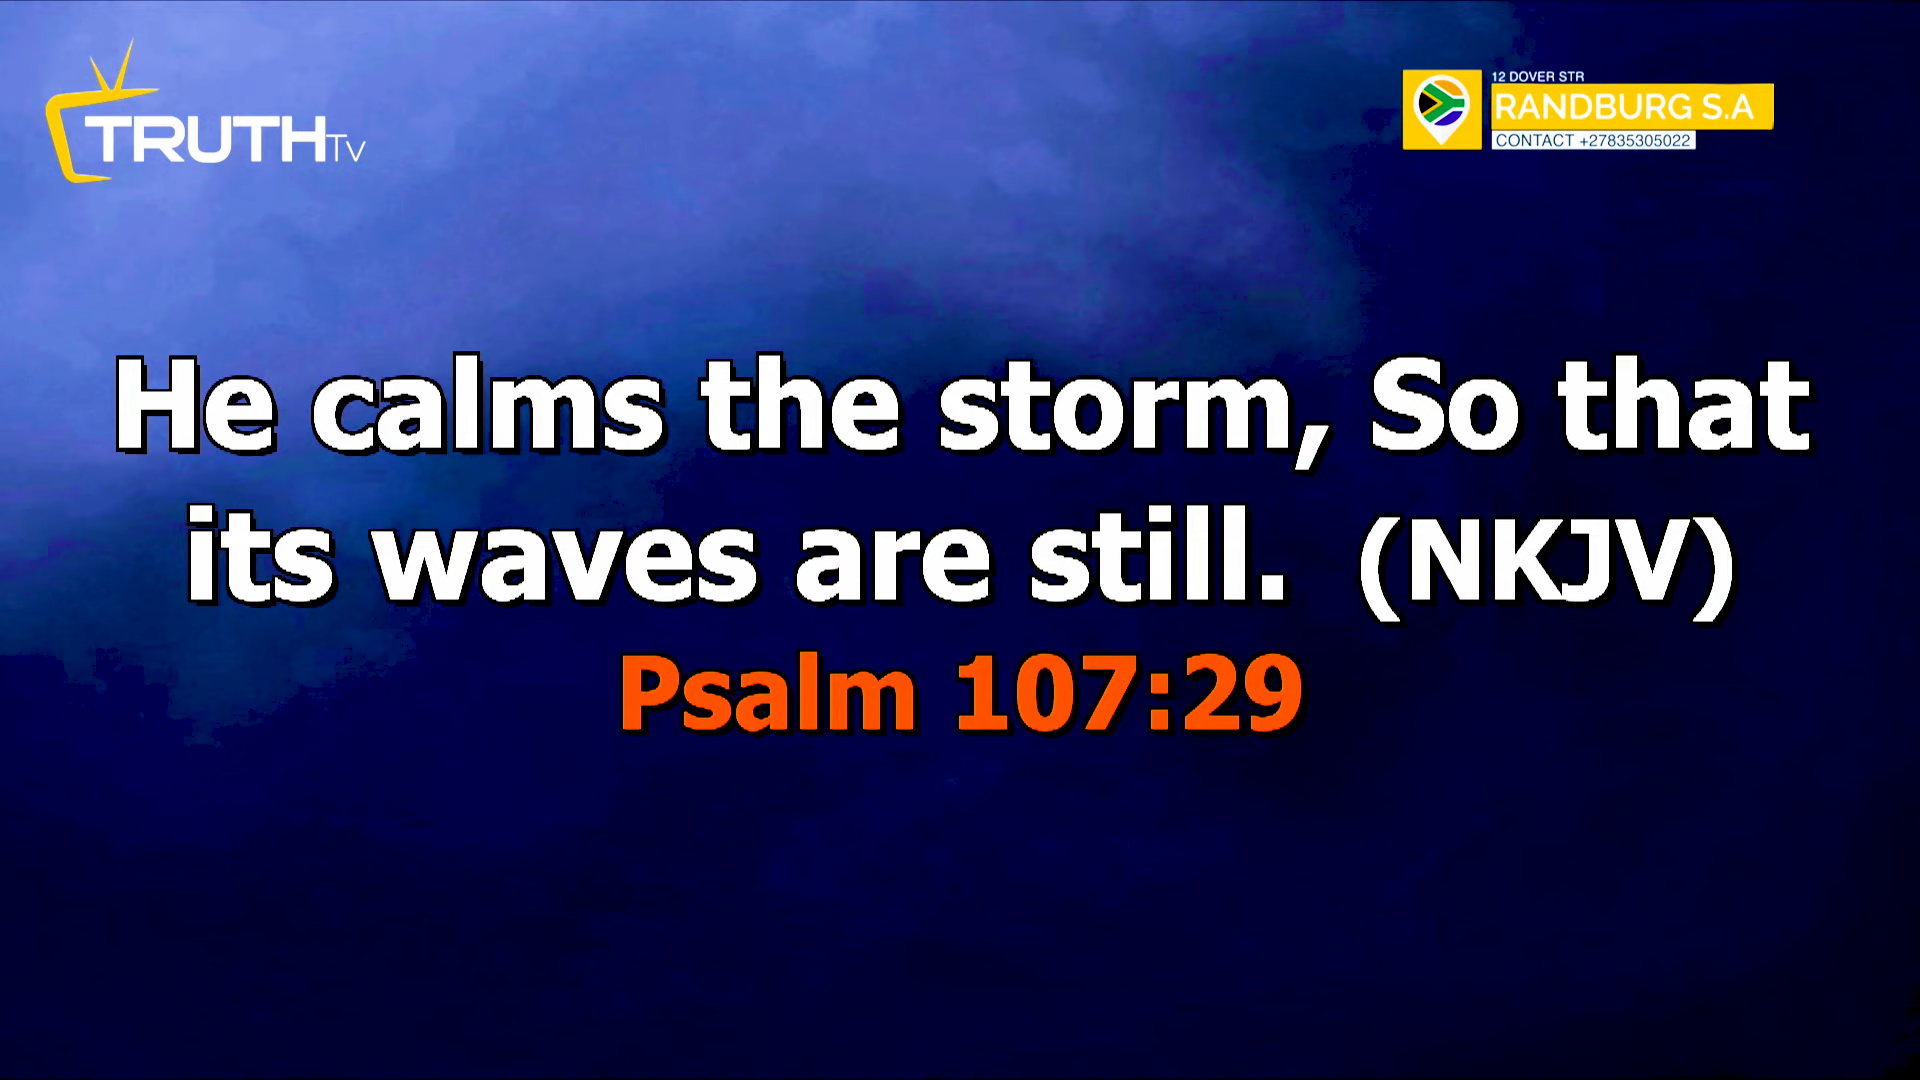 TRUTHTv
12 DOVER STR
RANDBURG S.A
CONTACT +27835305022
He calms the storm, So that
its waves are still.  (NKJV)
Psalm 107:29